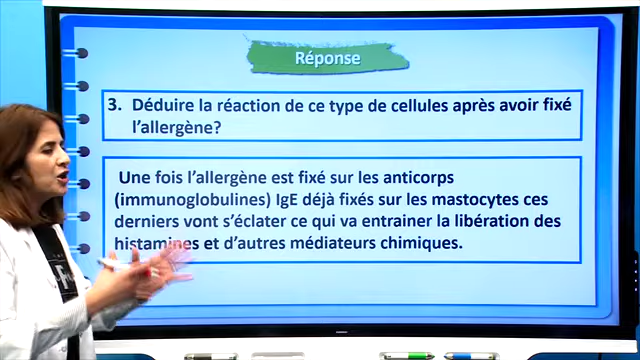 Réponse
3. Déduire la réaction de ce type de cellules après avoir fixé
l’allergène?
Une fois l’allergène est fixé sur les anticorps
(immunoglobulines) IgE déjà fixés sur les mastocytes ces
derniers vont s’éclater ce qui va entrainer la libération des
histamines et d’autres médiateurs chimiques.